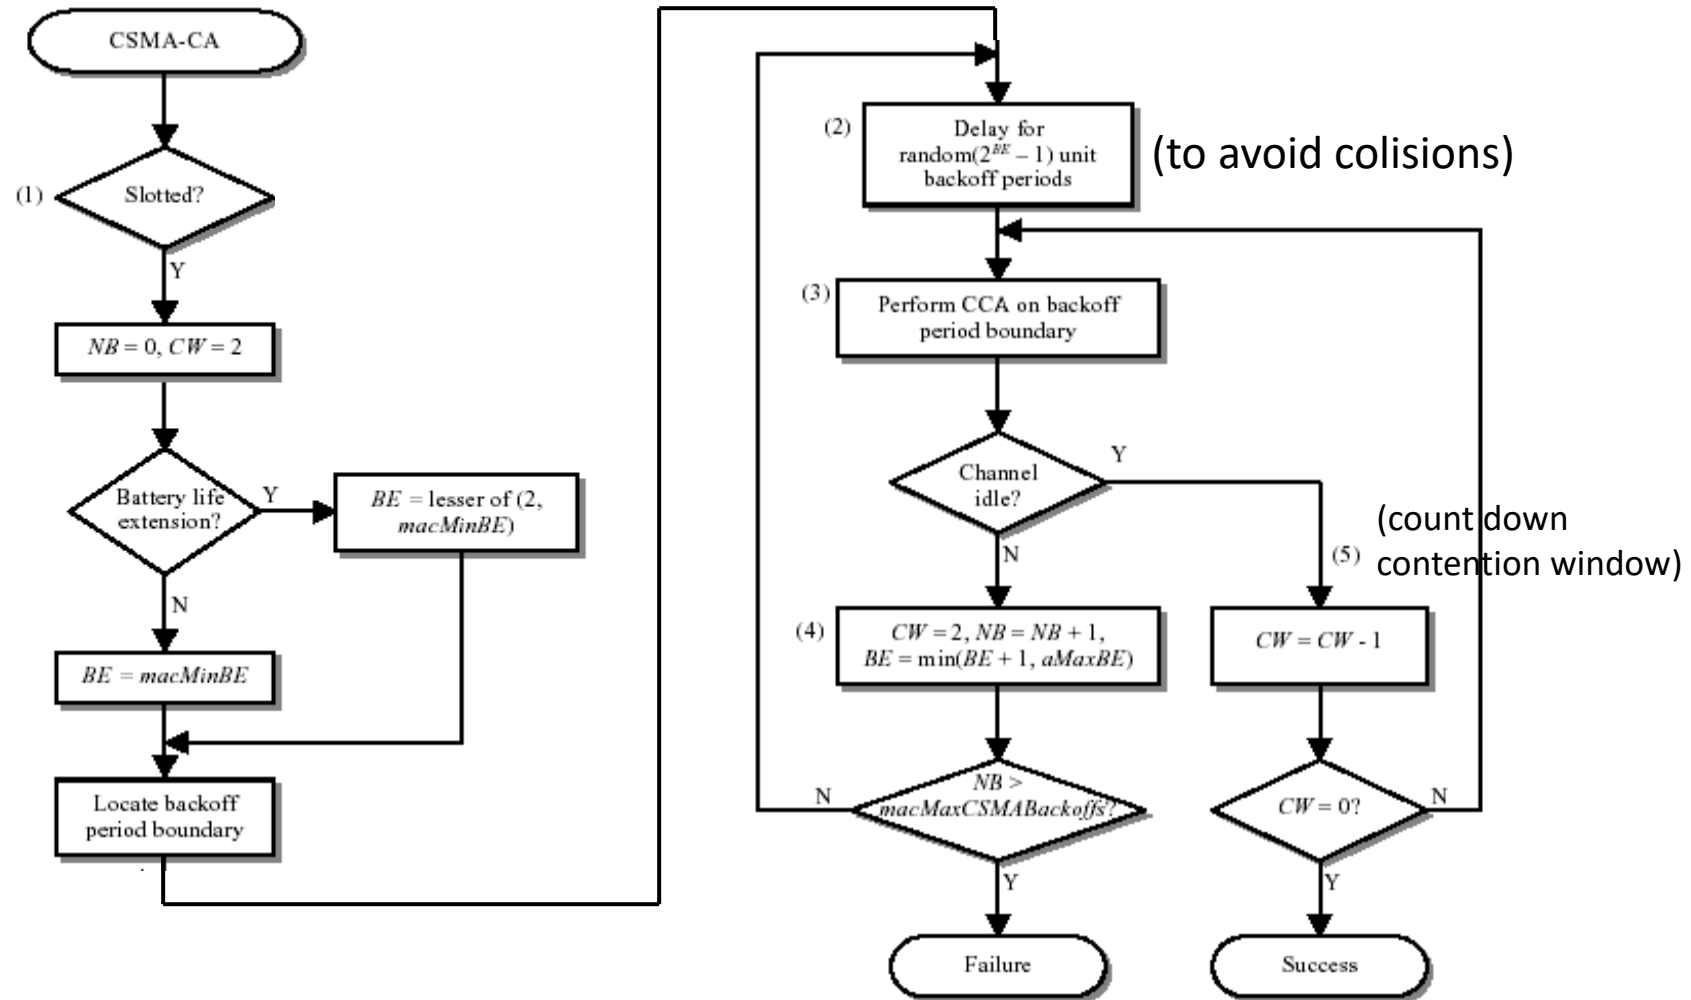 CSMA-CA
(1)
Slotted?
Y
NB = 0, CW = 2
Battery life
extension?
Y
BE = lesser of (2,
macMinBE)
N
BE = macMinBE
Locate backoff
period boundary
(2)
Delay for
random(2^BE – 1) unit
backoff periods
(to avoid colisions)
(3)
Perform CCA on backoff
period boundary
Channel
idle?
Y
N
(4)
CW = 2, NB = NB + 1,
BE = min(BE + 1, aMaxBE)
(5)
(count down
contention window)
CW = CW - 1
NB >
macMaxCSMABackoffs?
N
Y
CW = 0?
N
Y
Failure
Success